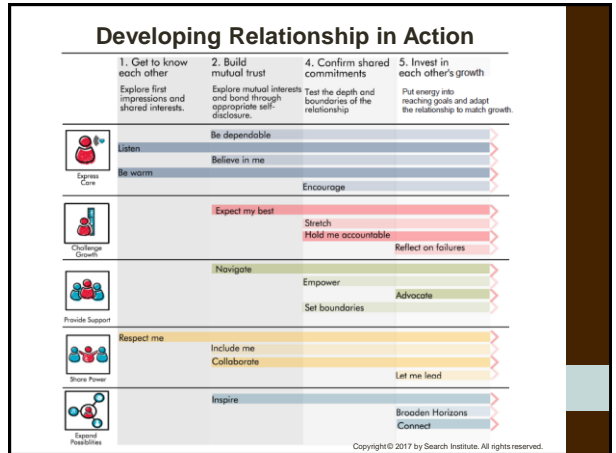 Developing Relationship in Action
1. Get to know
each other
Explore first
impressions and
shared interests.
2. Build
mutual trust
Explore mutual interests
and bond through
appropriate self-
disclosure.
4. Confirm shared
commitments
Test the depth and
boundaries of the
relationship
5. Invest in
each other's growth
Put energy into
reaching goals and adapt
the relationship to match growth.
Express
Care
Be dependable
Listen
Believe in me
Be warm
Encourage
Challenge
Growth
Expect my best
Stretch
Hold me accountable
Reflect on failures
Provide Support
Navigate
Empower
Advocate
Set boundaries
Share Power
Respect me
Include me
Collaborate
Let me lead
Expand
Possibilities
Inspire
Broaden Horizons
Connect
Copyright© 2017 by Search Institute. All rights reserved.